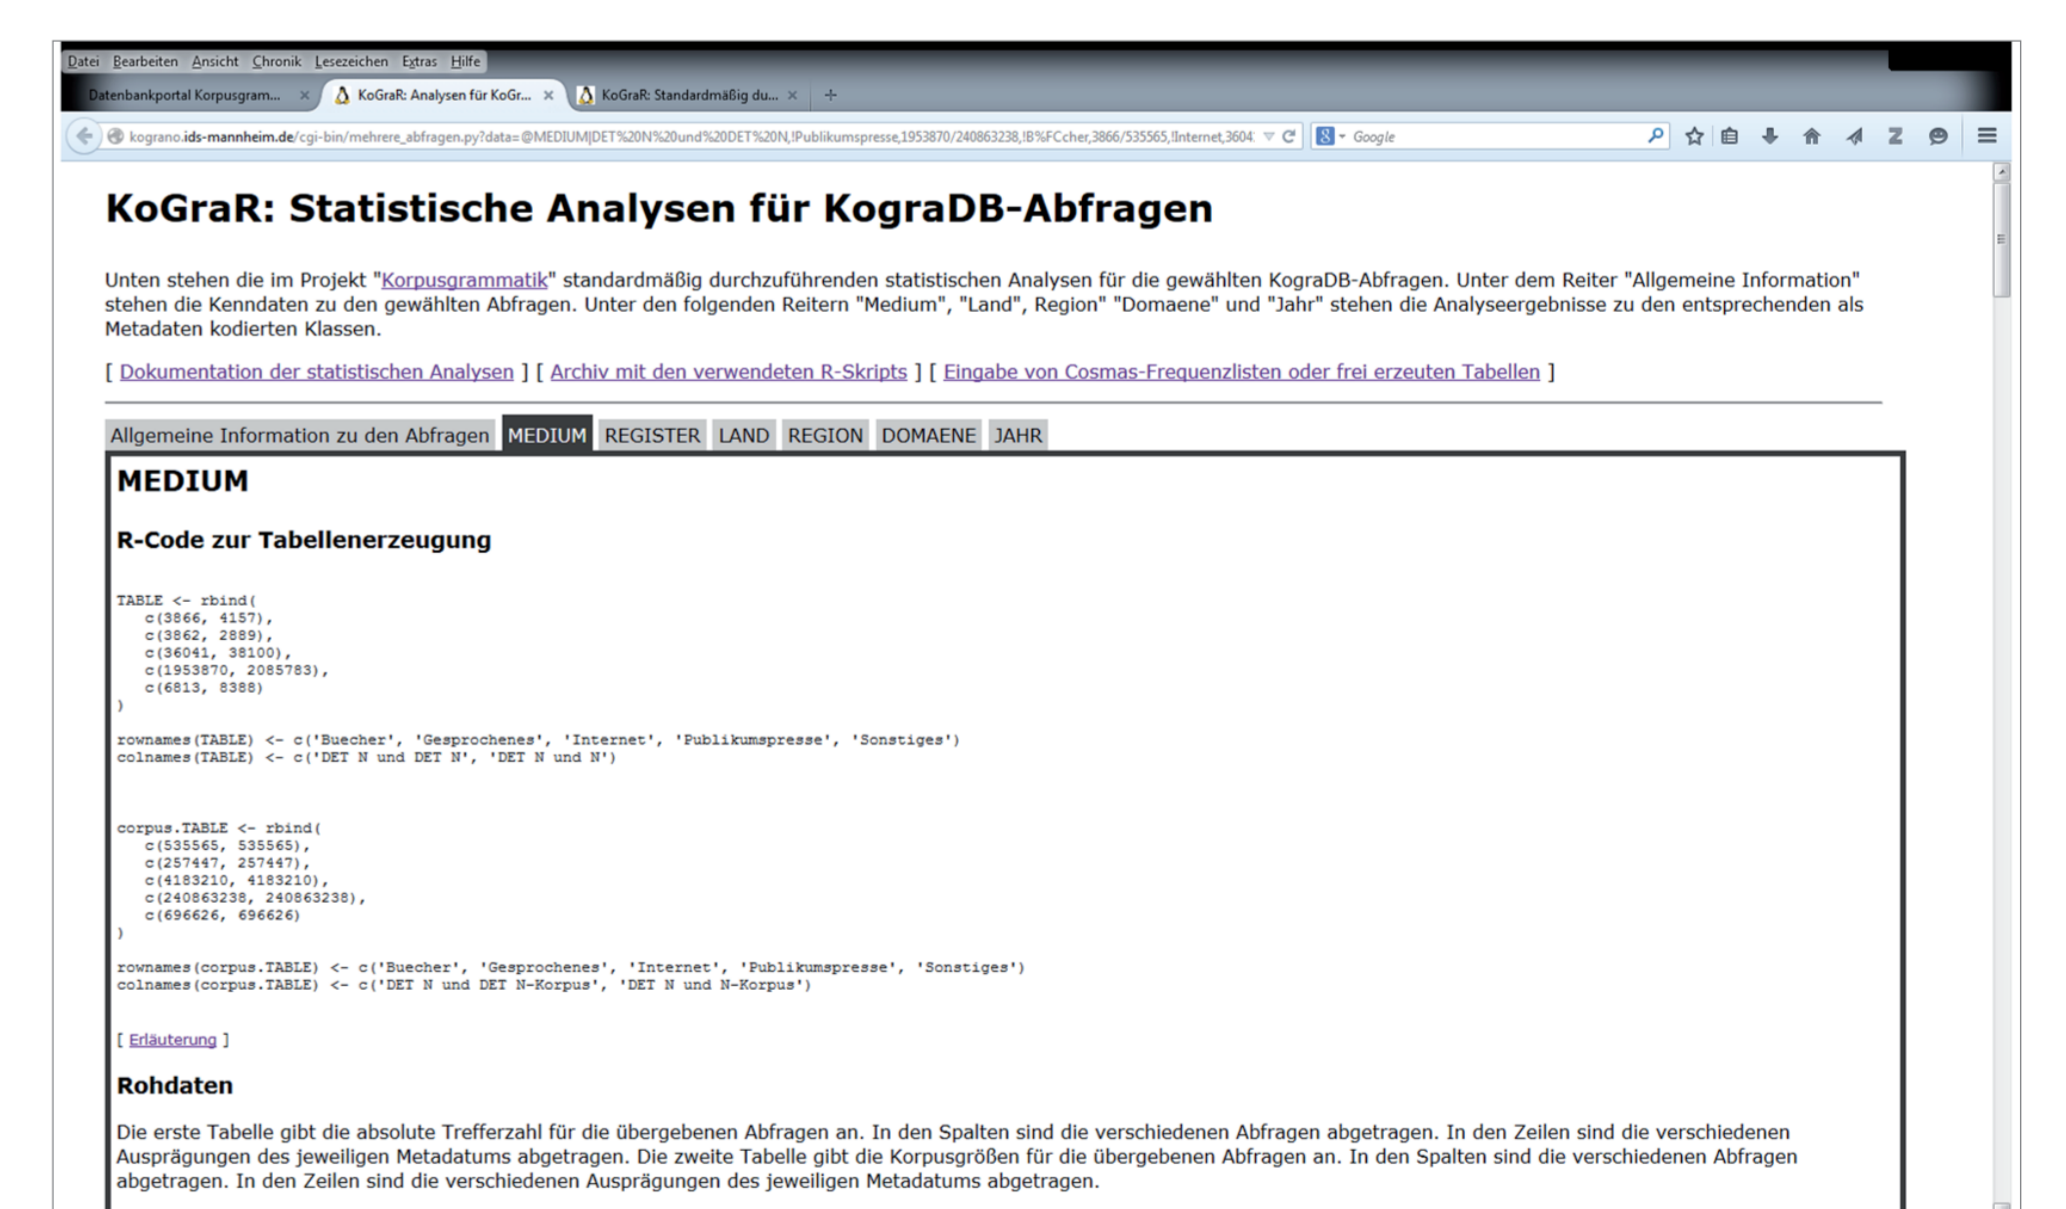 Datei Bearbeiten Ansicht Chronik Lesezeichen Extras Hilfe
Datenbankportal Korpusgram... × KoGraR: Analysen für KoGr... × KoGraR: Standardmäßig du... × +
kograno.ids-mannheim.de/cgi-bin/mehrere_abfragen.py?data=@MEDIUM|DET%20N%20und%20DET%20N,!Publikumspresse,1953870/240863238,!B%FCcher,3866/535565,!Internet,3604 Google
KoGraR: Statistische Analysen für KograDB-Abfragen
Unten stehen die im Projekt "Korpusgrammatik" standardmäßig durchzuführenden statistischen Analysen für die gewählten KograDB-Abfragen. Unter dem Reiter "Allgemeine Information"
stehen die Kenndaten zu den gewählten Abfragen. Unter den folgenden Reitern "Medium", "Land", Region" "Domaene" und "Jahr" stehen die Analyseergebnisse zu den entsprechenden als
Metadaten kodierten Klassen.
[ Dokumentation der statistischen Analysen ] [ Archiv mit den verwendeten R-Skripts ] [ Eingabe von Cosmas-Frequenzlisten oder frei erzeuten Tabellen ]
Allgemeine Information zu den Abfragen MEDIUM REGISTER LAND REGION DOMAENE JAHR
MEDIUM
R-Code zur Tabellenerzeugung
TABLE <- rbind(
c(3866, 4157),
c(3862, 2889),
c(36041, 38100),
c(1953870, 2085783),
c(6813, 8388)
)
rownames(TABLE) <- c('Buecher', 'Gesprochenes', 'Internet', 'Publikumspresse', 'Sonstiges')
colnames(TABLE) <- c('DET N und DET N', 'DET N und N')
corpus.TABLE <- rbind(
c(535565, 535565),
c(257447, 257447),
c(4183210, 4183210),
c(240863238, 240863238),
c(696626, 696626)
)
rownames(corpus.TABLE) <- c('Buecher', 'Gesprochenes', 'Internet', 'Publikumspresse', 'Sonstiges')
colnames(corpus.TABLE) <- c('DET N und DET N-Korpus', 'DET N und N-Korpus')
[ Erläuterung ]
Rohdaten
Die erste Tabelle gibt die absolute Trefferzahl für die übergebenen Abfragen an. In den Spalten sind die verschiedenen Abfragen abgetragen. In den Zeilen sind die verschiedenen
Ausprägungen des jeweiligen Metadatums abgetragen. Die zweite Tabelle gibt die Korpusgrößen für die übergebenen Abfragen an. In den Spalten sind die verschiedenen Abfragen
abgetragen. In den Zeilen sind die verschiedenen Ausprägungen des jeweiligen Metadatums abgetragen.